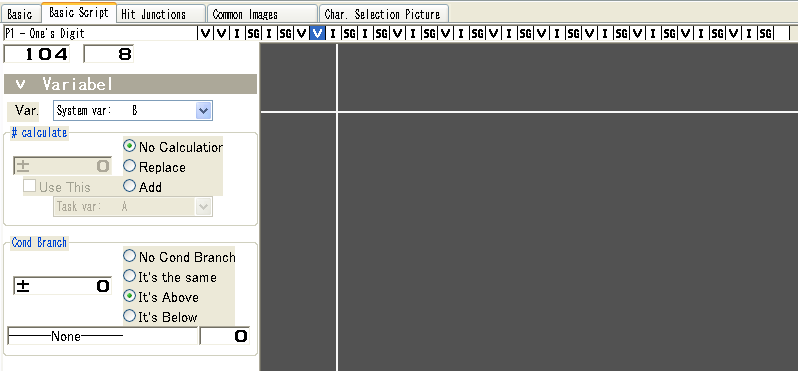 Basic Basic Script Hit Junctions Common Images Char. Selection Picture
P1 - One's Digit V V I SG I SG V V I SG I SG V I SG V I SG V I SG V I SG V I SG V I SG V I SG V I SG
104 8
V Variabel
Var. System var: B
# calculate
± 0
No Calculation
Replace
Use This
Add
Task var: A
Cond Branch
± 0
No Cond Branch
It's the same
It's Above
It's Below
None 0